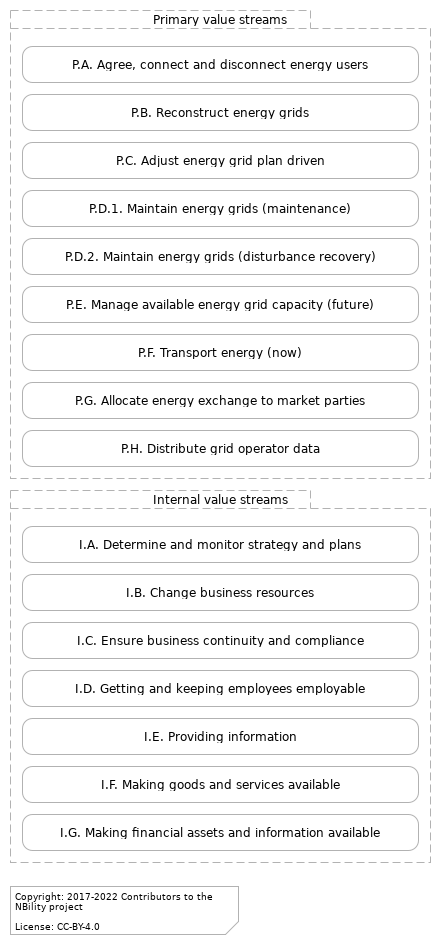 Primary value streams
P.A. Agree, connect and disconnect energy users
P.B. Reconstruct energy grids
P.C. Adjust energy grid plan driven
P.D.1. Maintain energy grids (maintenance)
P.D.2. Maintain energy grids (disturbance recovery)
P.E. Manage available energy grid capacity (future)
P.F. Transport energy (now)
P.G. Allocate energy exchange to market parties
P.H. Distribute grid operator data
Internal value streams
I.A. Determine and monitor strategy and plans
I.B. Change business resources
I.C. Ensure business continuity and compliance
I.D. Getting and keeping employees employable
I.E. Providing information
I.F. Making goods and services available
I.G. Making financial assets and information available
Copyright: 2017-2022 Contributors to the
NBility project
License: CC-BY-4.0